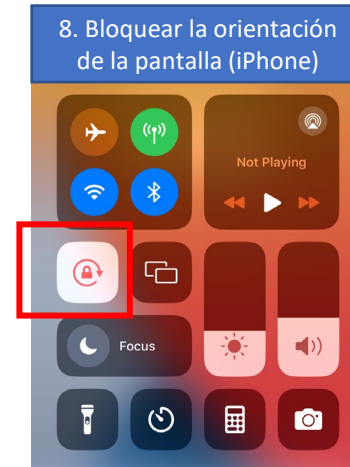 8. Bloquear la orientación
de la pantalla (iPhone)
Not Playing
Focus